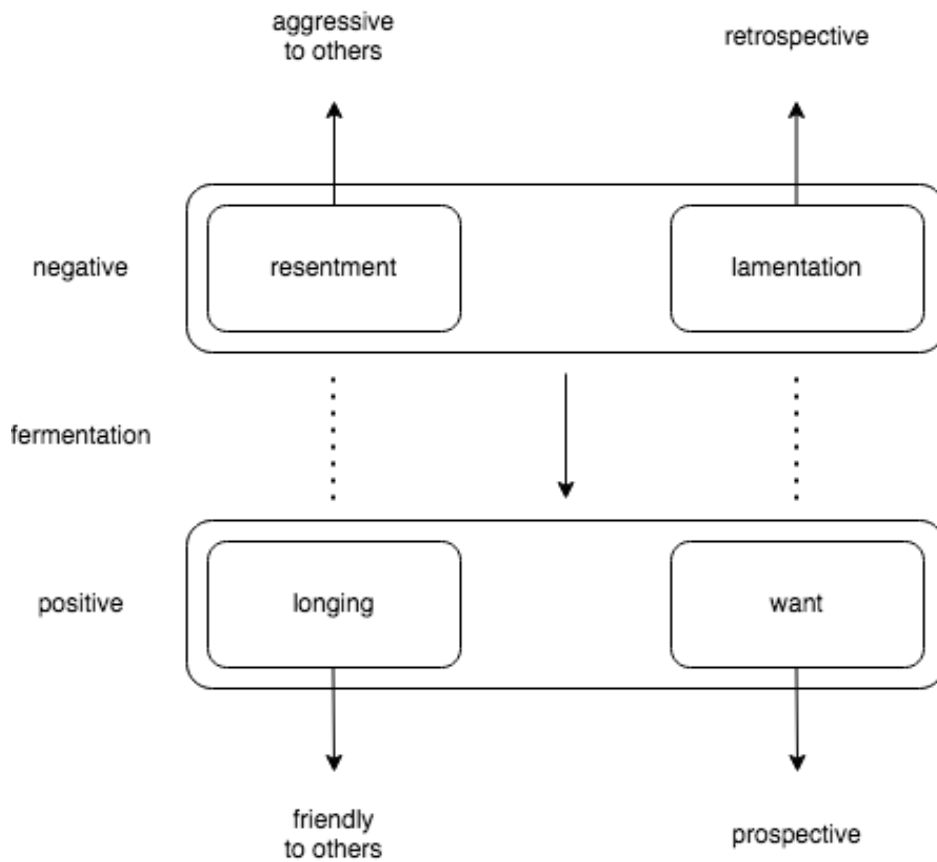 aggressive
to others
retrospective
negative
resentment
lamentation
fermentation
positive
longing
want
friendly
to others
prospective